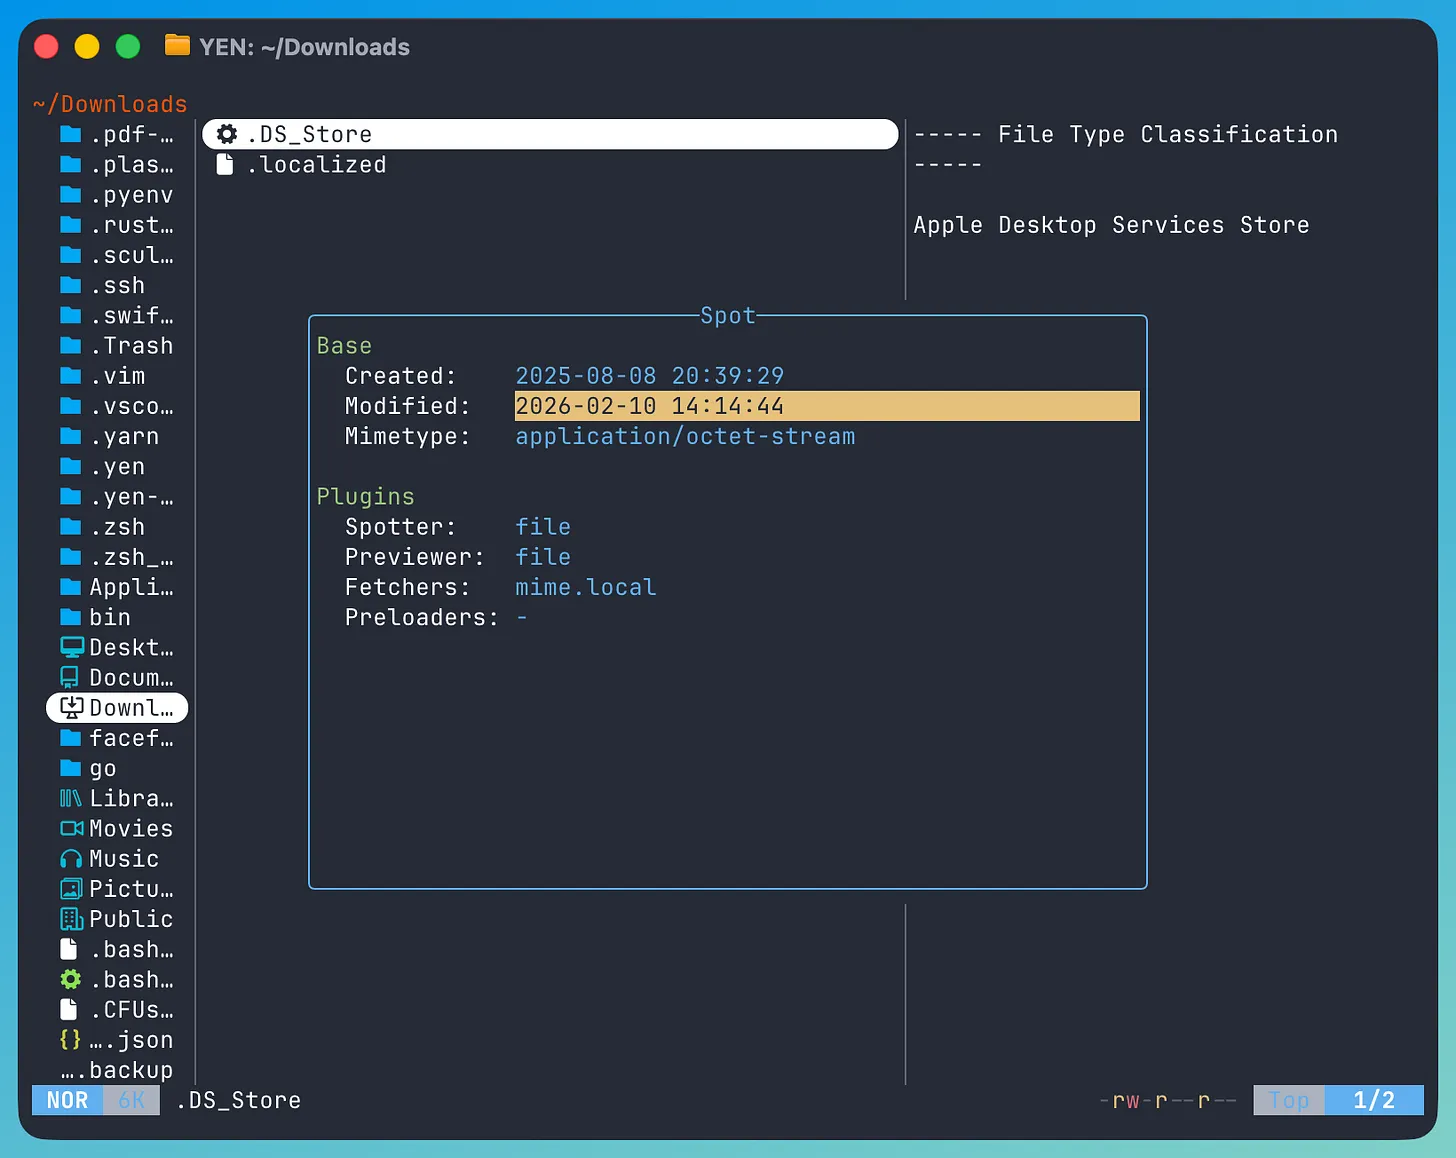 YEN: ~/Downloads
~/Downloads
.pdf-…
.plas…
.pyenv
.rust…
.scul…
.ssh
.swif…
.Trash
.vim
.vsco…
.yarn
.yen
.yen-…
.zsh
.zsh_…
Appli…
bin
Deskt…
Docum…
Downl…
facef…
go
Libra…
Movies
Music
Pictu…
Public
.bash…
.bash…
.CFUs…
{} ….json
….backup
.DS_Store
.localized
----- File Type Classification
-----
Apple Desktop Services Store
Spot
Base
Created: 2025-08-08 20:39:29
Modified: 2026-02-10 14:14:44
Mimetype: application/octet-stream
Plugins
Spotter: file
Previewer: file
Fetchers: mime.local
Preloaders: -
NOR 6K .DS_Store -rw-r--r-- Top 1/2